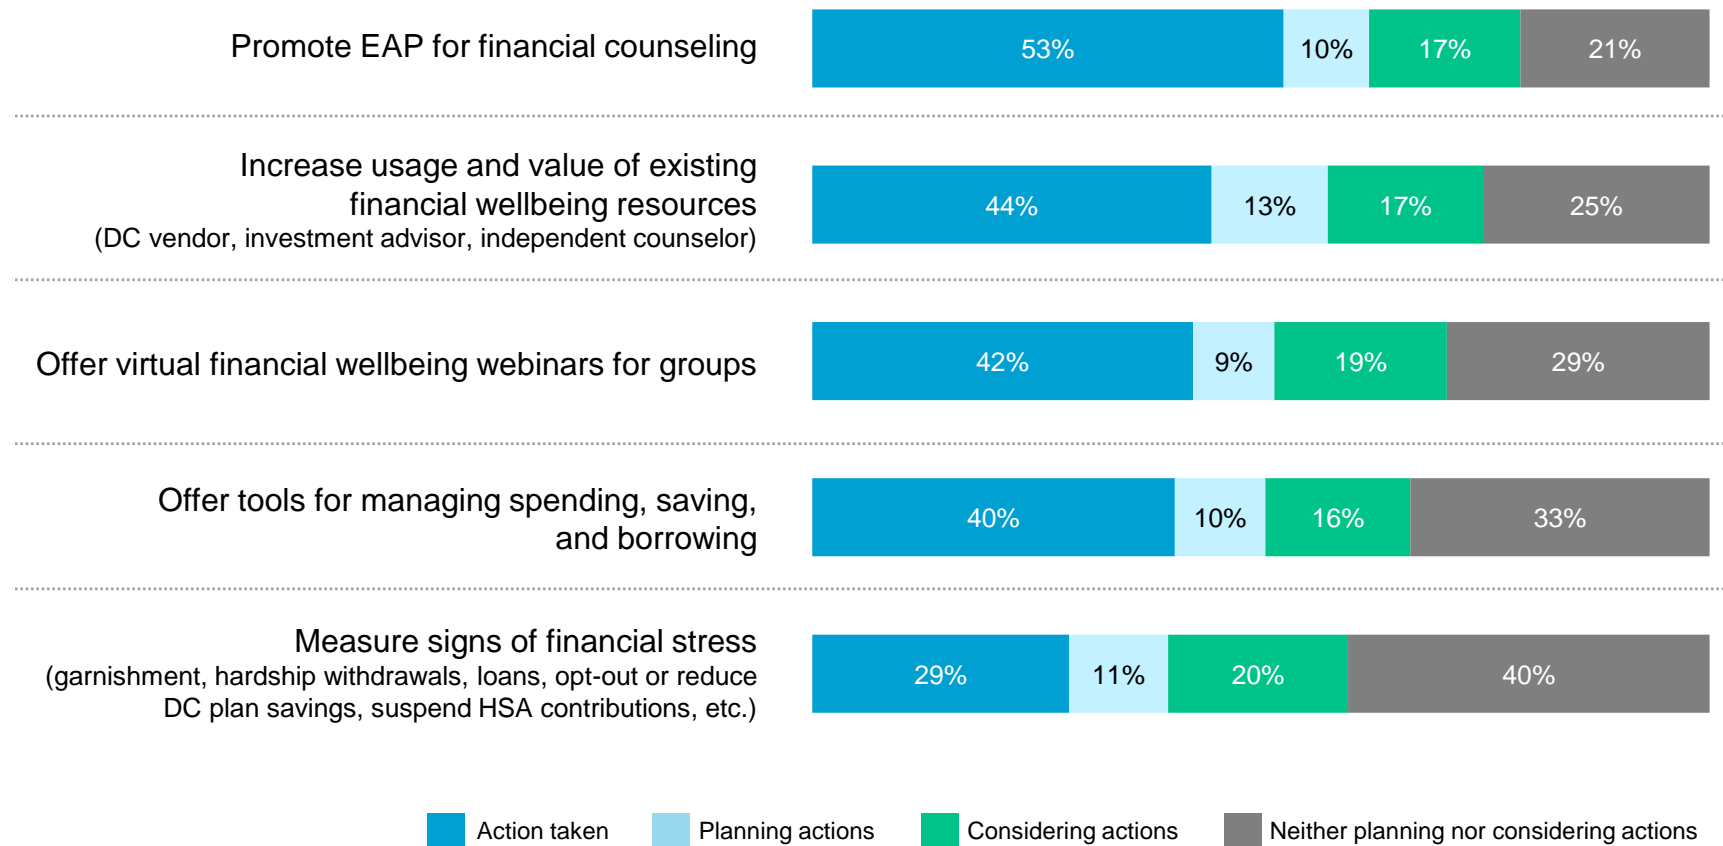 Promote EAP for financial counseling
53%
10%
17%
21%
Increase usage and value of existing
financial wellbeing resources
(DC vendor, investment advisor, independent counselor)
44%
13%
17%
25%
Offer virtual financial wellbeing webinars for groups
42%
9%
19%
29%
Offer tools for managing spending, saving,
and borrowing
40%
10%
16%
33%
Measure signs of financial stress
(garnishment, hardship withdrawals, loans, opt-out or reduce
DC plan savings, suspend HSA contributions, etc.)
29%
11%
20%
40%
Action taken
Planning actions
Considering actions
Neither planning nor considering actions